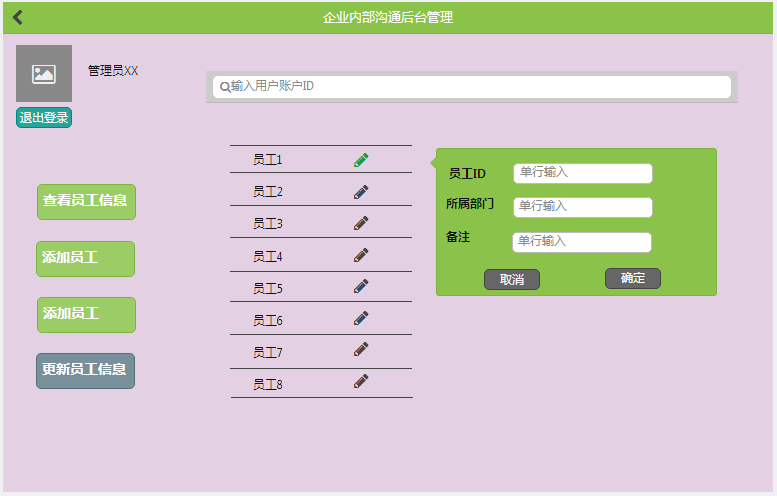 企业内部沟通后台管理
管理员XX
输入用户账户ID
退出登录
查看员工信息
添加员工
添加员工
更新员工信息
员工1
员工2
员工3
员工4
员工5
员工6
员工7
员工8
员工ID 单行输入
所属部门 单行输入
备注 单行输入
取消 确定